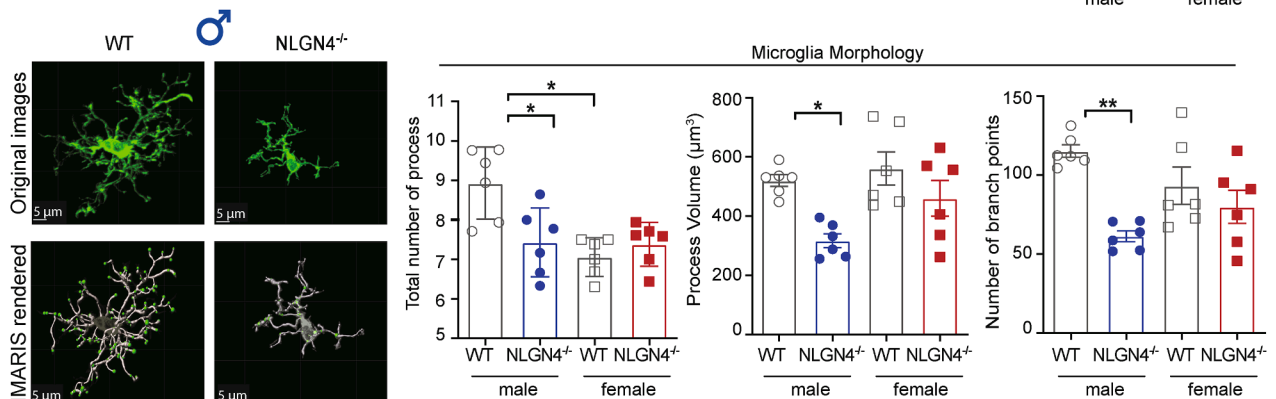 male female
♂
WT NLGN4-/-
Microglia Morphology
Original images
5 µm
5 µm
IMARIS rendered
5 µm
5 µm
Total number of process
11
10
9
8
7
6
5
*
*
WT NLGN4-/- WT NLGN4-/-
male female
Process Volume (µm³)
800
600
400
200
0
*
WT NLGN4-/- WT NLGN4-/-
male female
Number of branch points
150
100
50
0
**
WT NLGN4-/- WT NLGN4-/-
male female